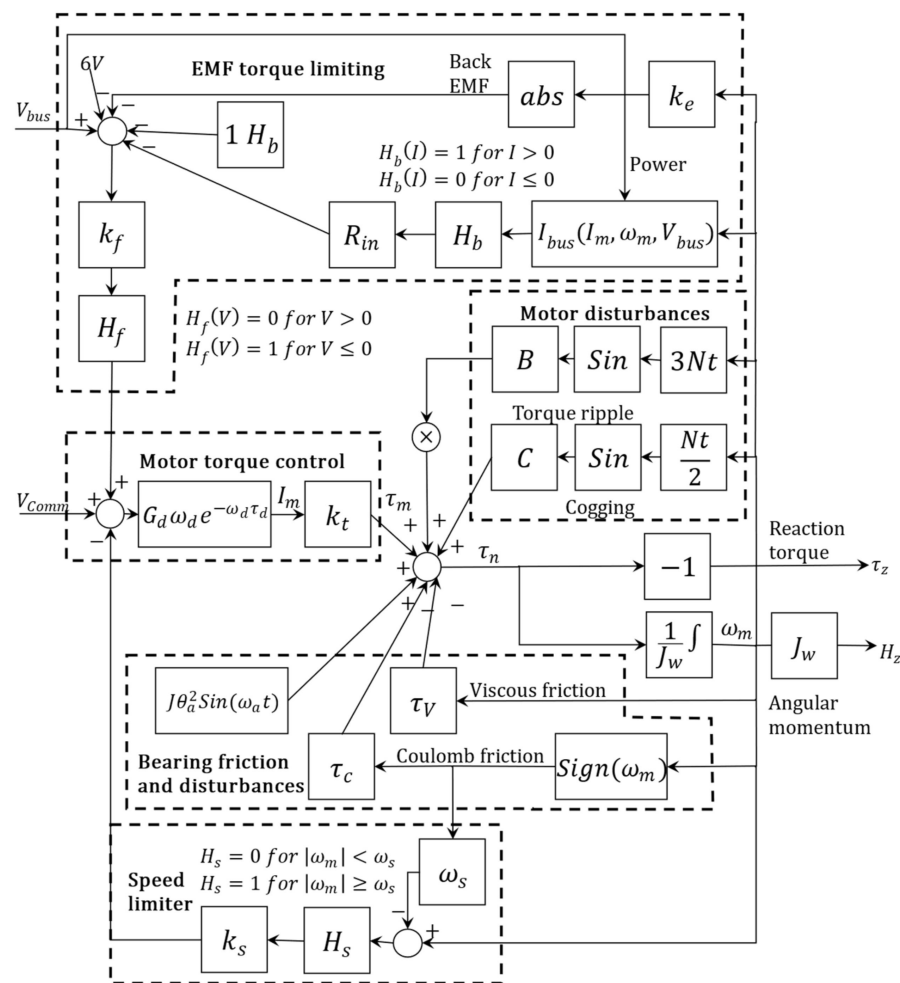 6V
EMF torque limiting
Back
EMF
abs
k_e
V_bus
+
−
−
−
−
1 H_b
H_b(I) = 1 for I > 0
H_b(I) = 0 for I ≤ 0
Power
k_f
R_in
H_b
I_bus(I_m, ω_m, V_bus)
H_f
H_f(V) = 0 for V > 0
H_f(V) = 1 for V ≤ 0
Motor disturbances
B
Sin
3Nt
Torque ripple
×
C
Sin
Nt
2
Cogging
Motor torque control
V_Comm
+
+
−
G_d ω_d e^{−ω_d τ_d}
I_m
k_t
τ_m
+
+
+
+
+
−
−
τ_n
−1
Reaction
torque
τ_z
1
J_w
∫
ω_m
J_w
H_z
Jθ_a^2 Sin(ω_a t)
τ_V
Viscous friction
Angular
momentum
Bearing friction
and disturbances
τ_c
Coulomb friction
Sign(ω_m)
H_s = 0 for |ω_m| < ω_s
H_s = 1 for |ω_m| ≥ ω_s
Speed
limiter
ω_s
k_s
H_s
−
+